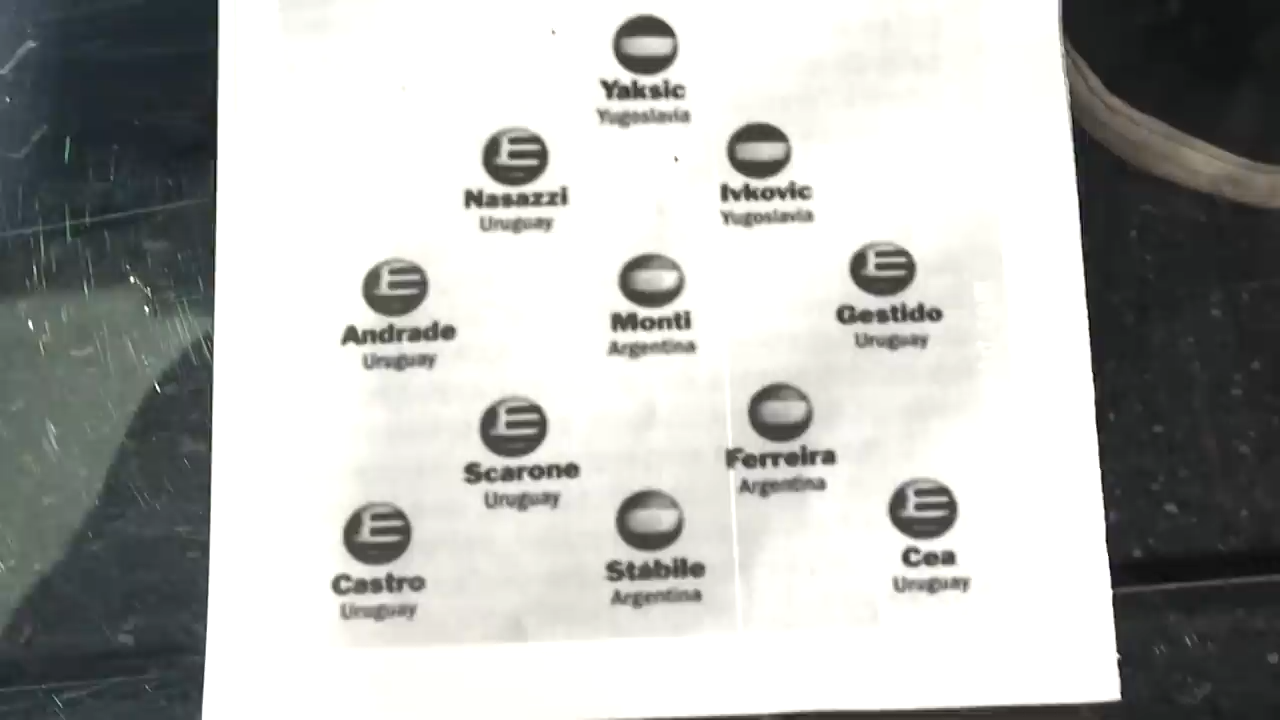 Yaksic
Yugoslavia
Nasazzi
Uruguay
Ivkovic
Yugoslavia
Andrade
Uruguay
Monti
Argentina
Gestido
Uruguay
Scarone
Uruguay
Ferreira
Argentina
Castro
Uruguay
Stábile
Argentina
Cea
Uruguay